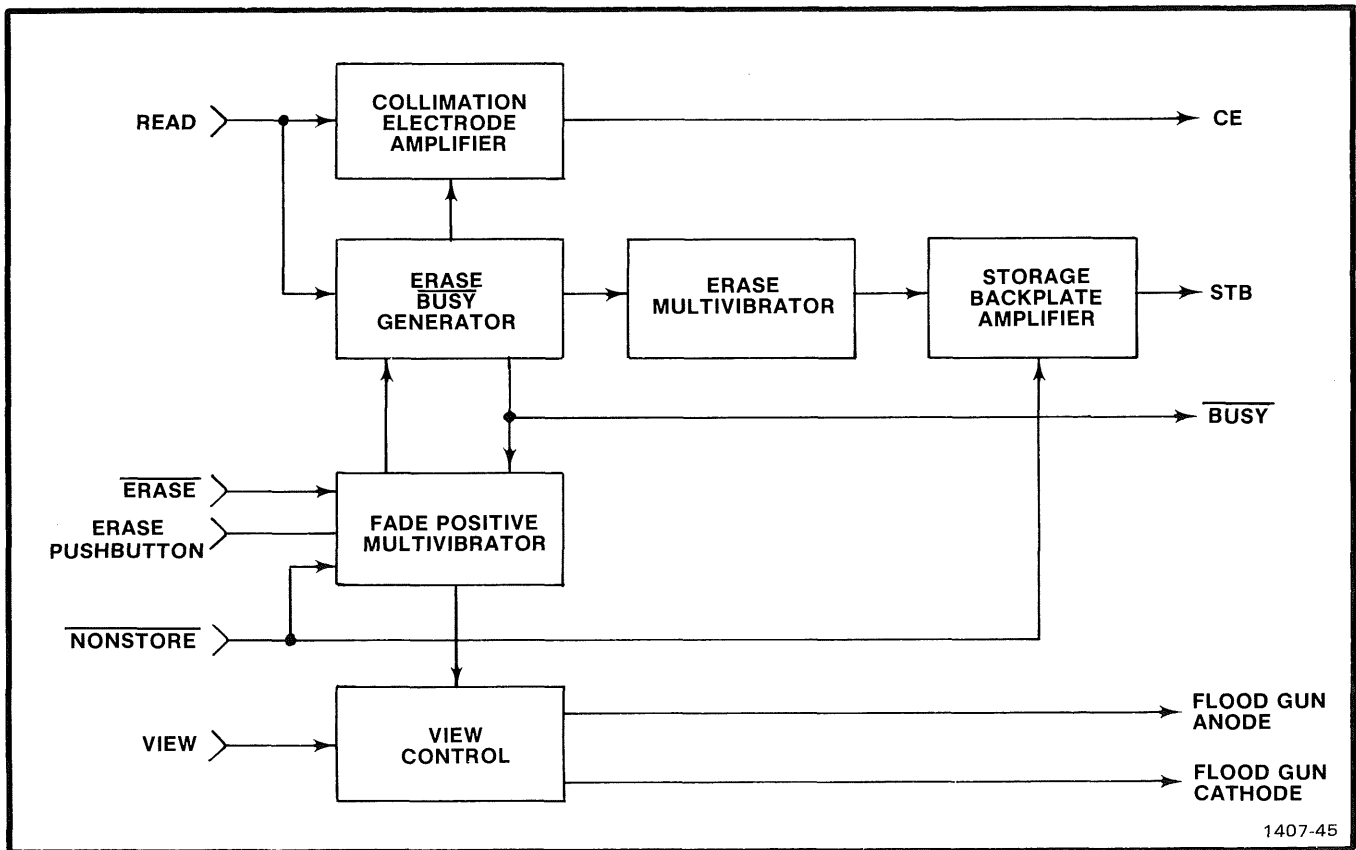 READ
COLLIMATION
ELECTRODE
AMPLIFIER
CE
ERASE
BUSY
GENERATOR
ERASE
MULTIVIBRATOR
STORAGE
BACKPLATE
AMPLIFIER
STB
BUSY
ERASE
ERASE
PUSHBUTTON
FADE POSITIVE
MULTIVIBRATOR
NONSTORE
VIEW
VIEW
CONTROL
FLOOD GUN
ANODE
FLOOD GUN
CATHODE
1407-45